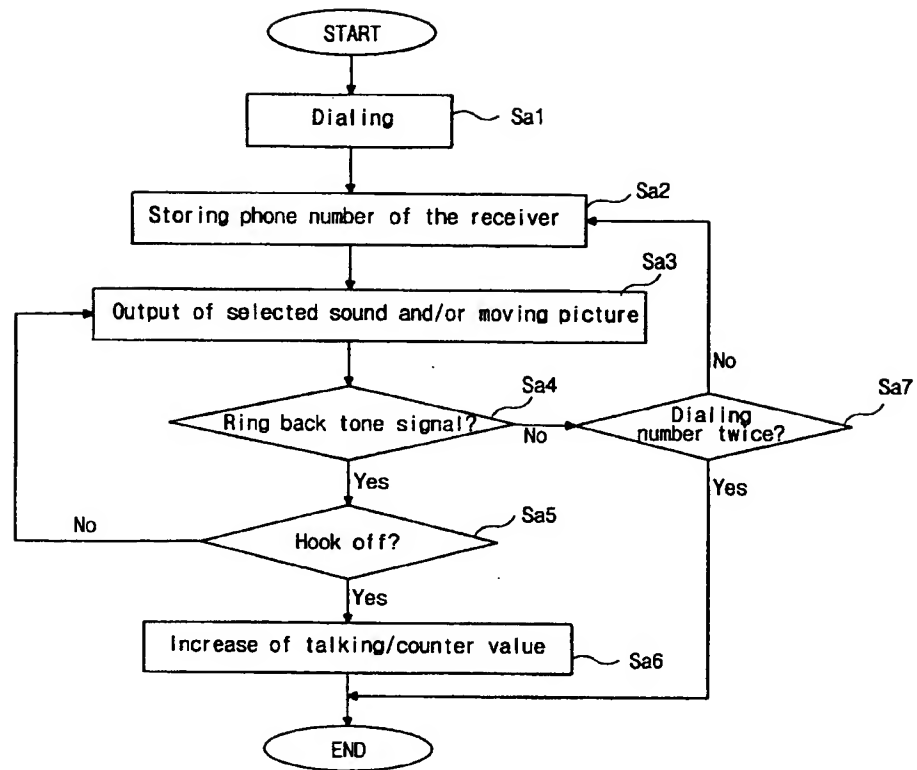 START
Dialing
Sa1
Sa2
Storing phone number of the receiver
Sa3
Output of selected sound and/or moving picture
No
Sa4
Sa7
Ring back tone signal?
No
Dialing
number twice?
Yes
Yes
Sa5
No
Hook off?
Yes
Increase of talking/counter value
Sa6
END